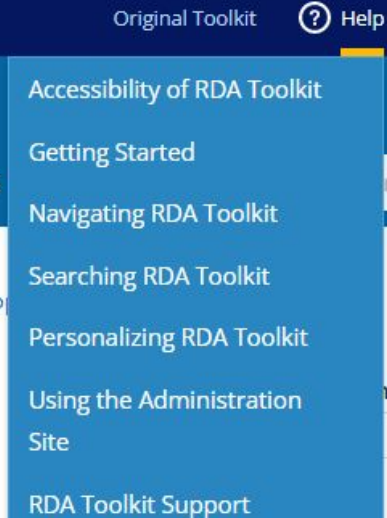 Original Toolkit
? Help
Accessibility of RDA Toolkit
Getting Started
Navigating RDA Toolkit
Searching RDA Toolkit
Personalizing RDA Toolkit
Using the Administration
Site
RDA Toolkit Support